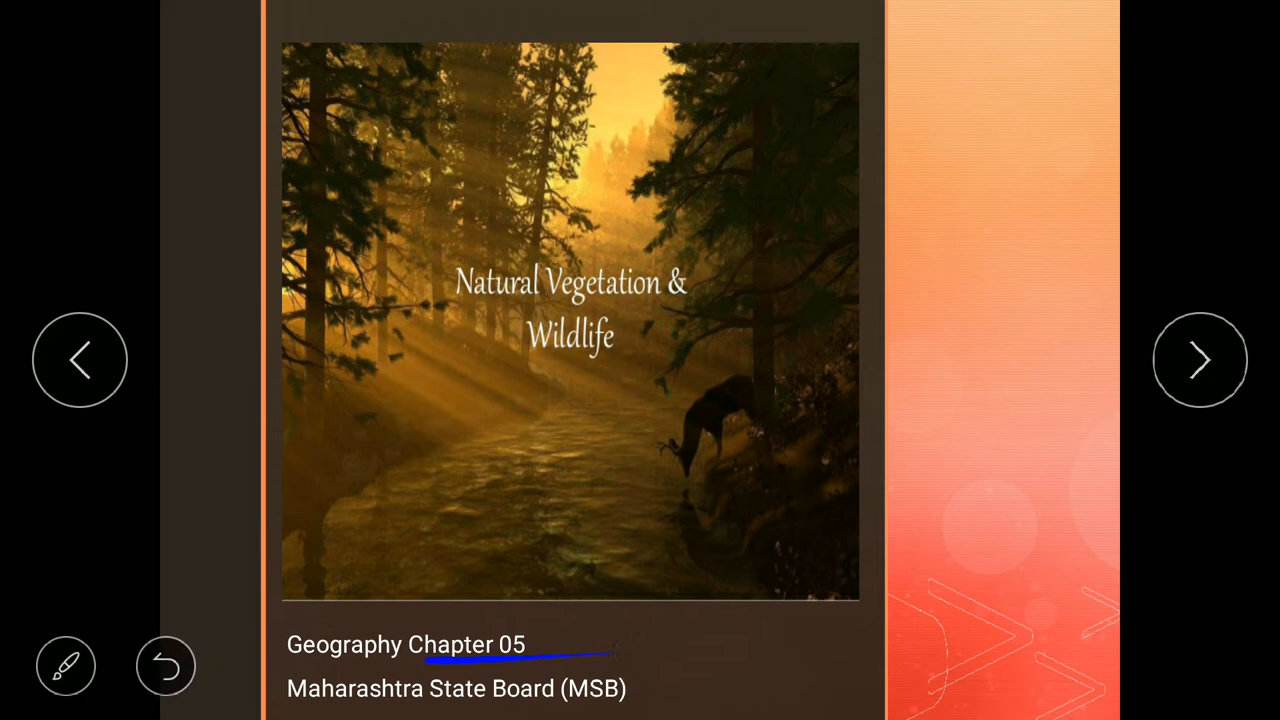 Natural Vegetation &
Wildlife
Geography Chapter 05
Maharashtra State Board (MSB)